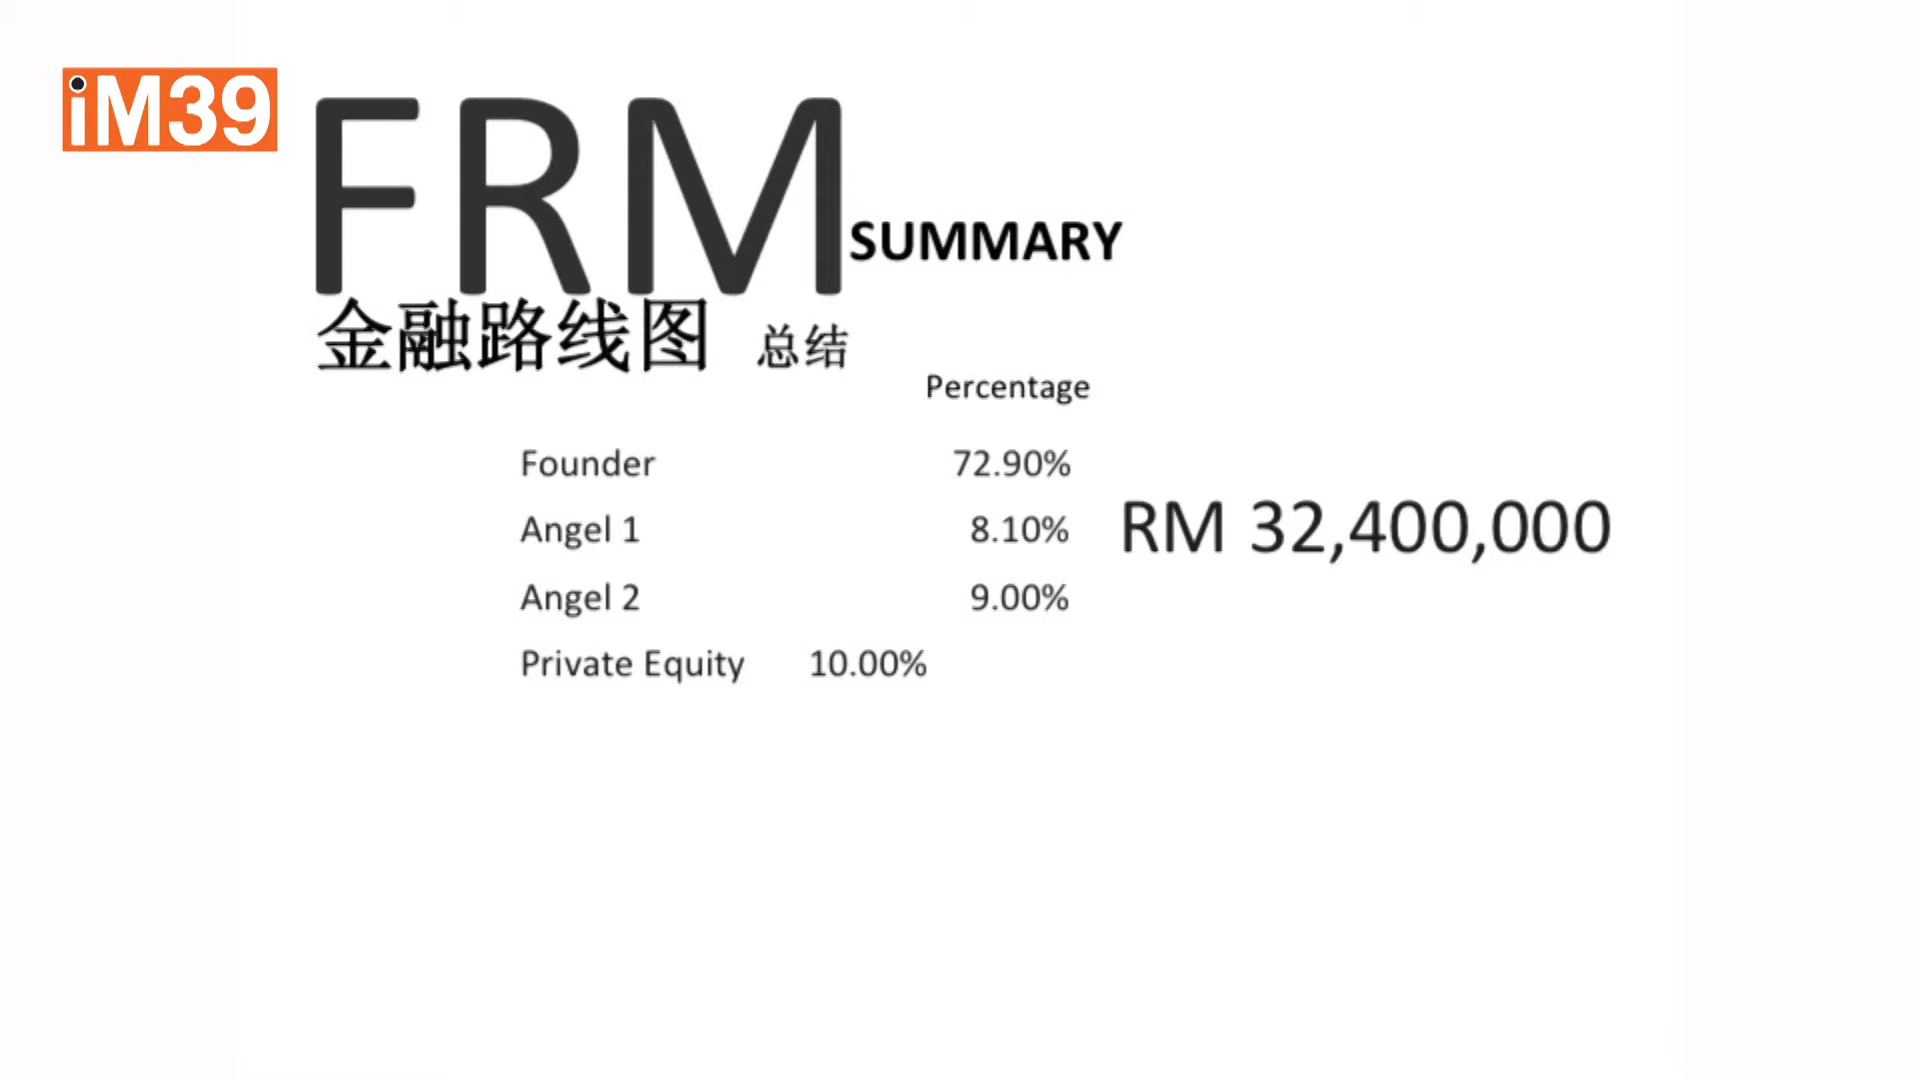 iM39
FRM SUMMARY
金融路线图 总结
Percentage
Founder 72.90%
Angel 1 8.10% RM 32,400,000
Angel 2 9.00%
Private Equity 10.00%